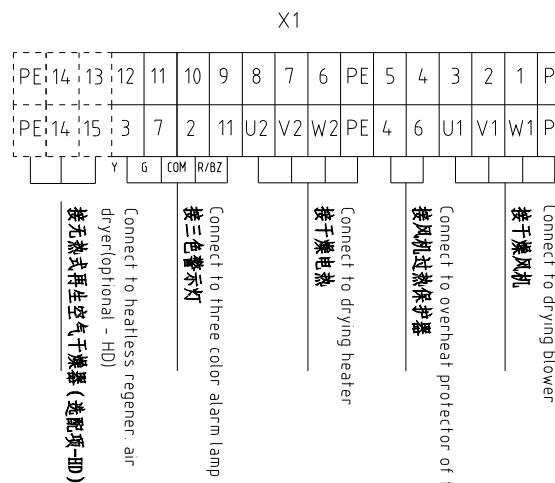 X1
PE 14 13 12 11 10 9 8 7 6 PE 5 4 3 2 1 P
PE 14 15 3 7 2 11 U2 V2 W2 PE 4 6 U1 V1 W1 P
Y G COM R/BZ
接无热式再生空气干燥器(选配项-HD)
Connect to heatless regener. air
dryer(optional - HD)
接三色警示灯
Connect to three color alarm lamp
接干燥电热
Connect to drying heater
接风机过热保护器
Connect to overheat protector of
接干燥风机
Connect to drying blower